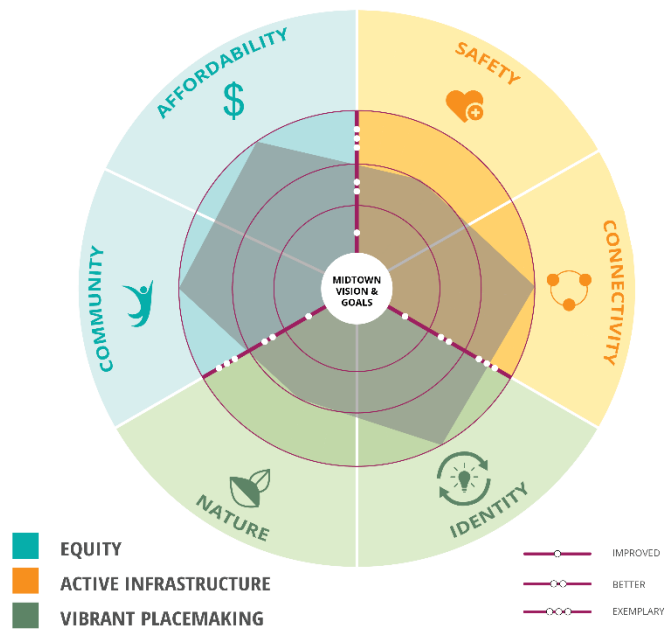 AFFORDABILITY
$
SAFETY
COMMUNITY
CONNECTIVITY
MIDTOWN
VISION &
GOALS
NATURE
IDENTITY
EQUITY
ACTIVE INFRASTRUCTURE
VIBRANT PLACEMAKING
IMPROVED
BETTER
EXEMPLARY